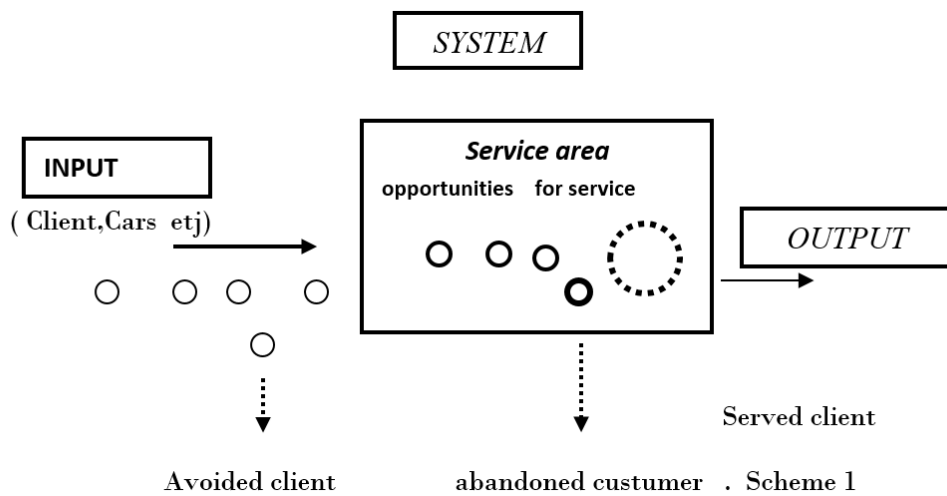 SYSTEM
INPUT
( Client,Cars etj)
Service area
opportunities for service
OUTPUT
Served client
Avoided client
abandoned custumer . Scheme 1